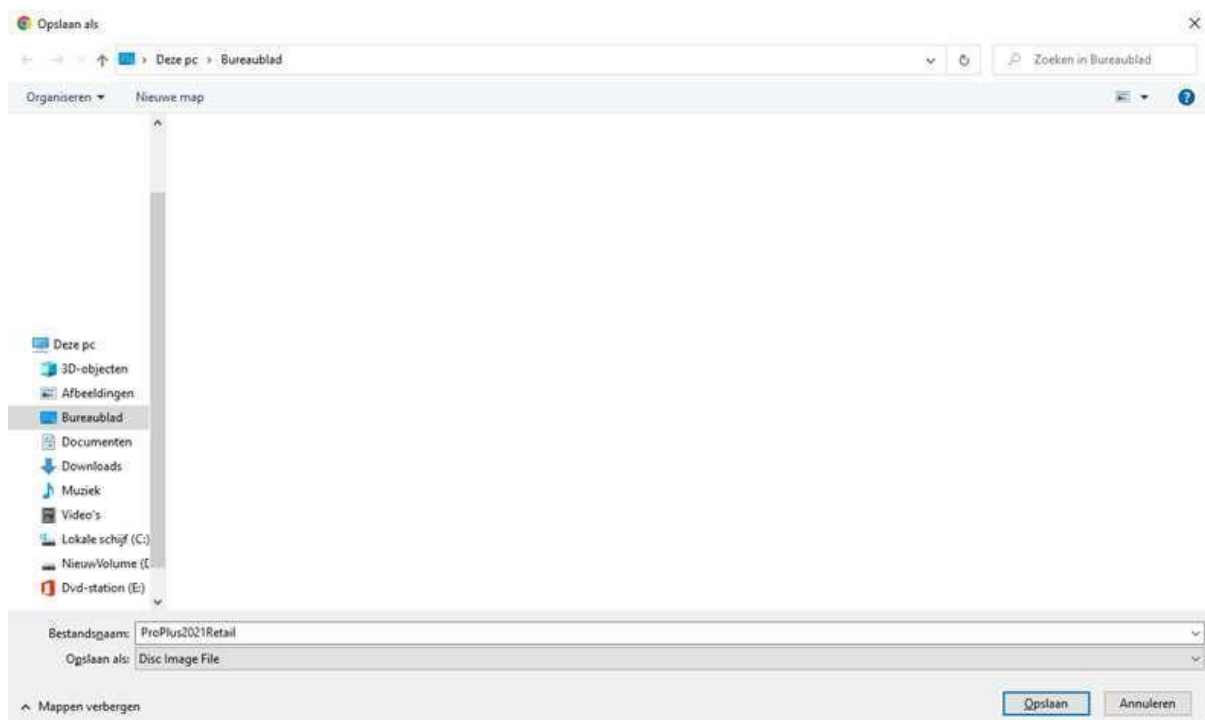 Opslaan als
Deze pc › Bureaublad
Zoeken in Bureaublad
Organiseren
Nieuwe map
Deze pc
3D-objecten
Afbeeldingen
Bureaublad
Documenten
Downloads
Muziek
Video's
Lokale schijf (C:)
NieuwVolume (D
Dvd-station (E:)
Bestandsnaam: ProPlus2021Retail
Opslaan als: Disc Image File
Mappen verbergen
Opslaan
Annuleren